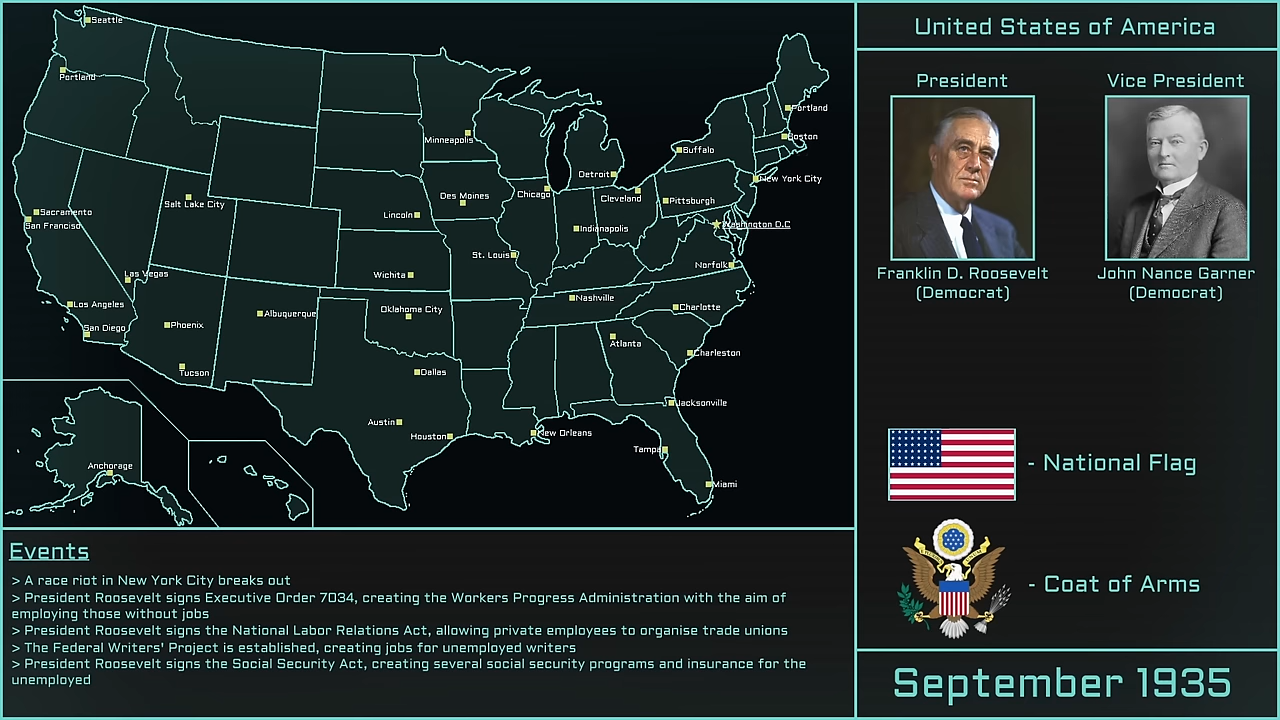 Seattle
Portland
Minneapolis
Portland
Boston
Buffalo
Detroit
New York City
Chicago
Cleveland
Des Moines
Pittsburgh
Salt Lake City
Sacramento
San Franciso
Lincoln
Indianapolis
Washington D.C
St. Louis
Norfolk
Las Vegas
Wichita
Nashville
Los Angeles
Charlotte
San Diego
Phoenix
Albuquerque
Oklahoma City
Atlanta
Charleston
Tucson
Dallas
Jacksonville
Austin
Houston
New Orleans
Tampa
Miami
Anchorage
Events
> A race riot in New York City breaks out
> President Roosevelt signs Executive Order 7034, creating the Workers Progress Administration with the aim of
employing those without jobs
> President Roosevelt signs the National Labor Relations Act, allowing private employees to organise trade unions
> The Federal Writers' Project is established, creating jobs for unemployed writers
> President Roosevelt signs the Social Security Act, creating several social security programs and insurance for the
unemployed
United States of America
President
Vice President
Franklin D. Roosevelt
(Democrat)
John Nance Garner
(Democrat)
- National Flag
- Coat of Arms
September 1935